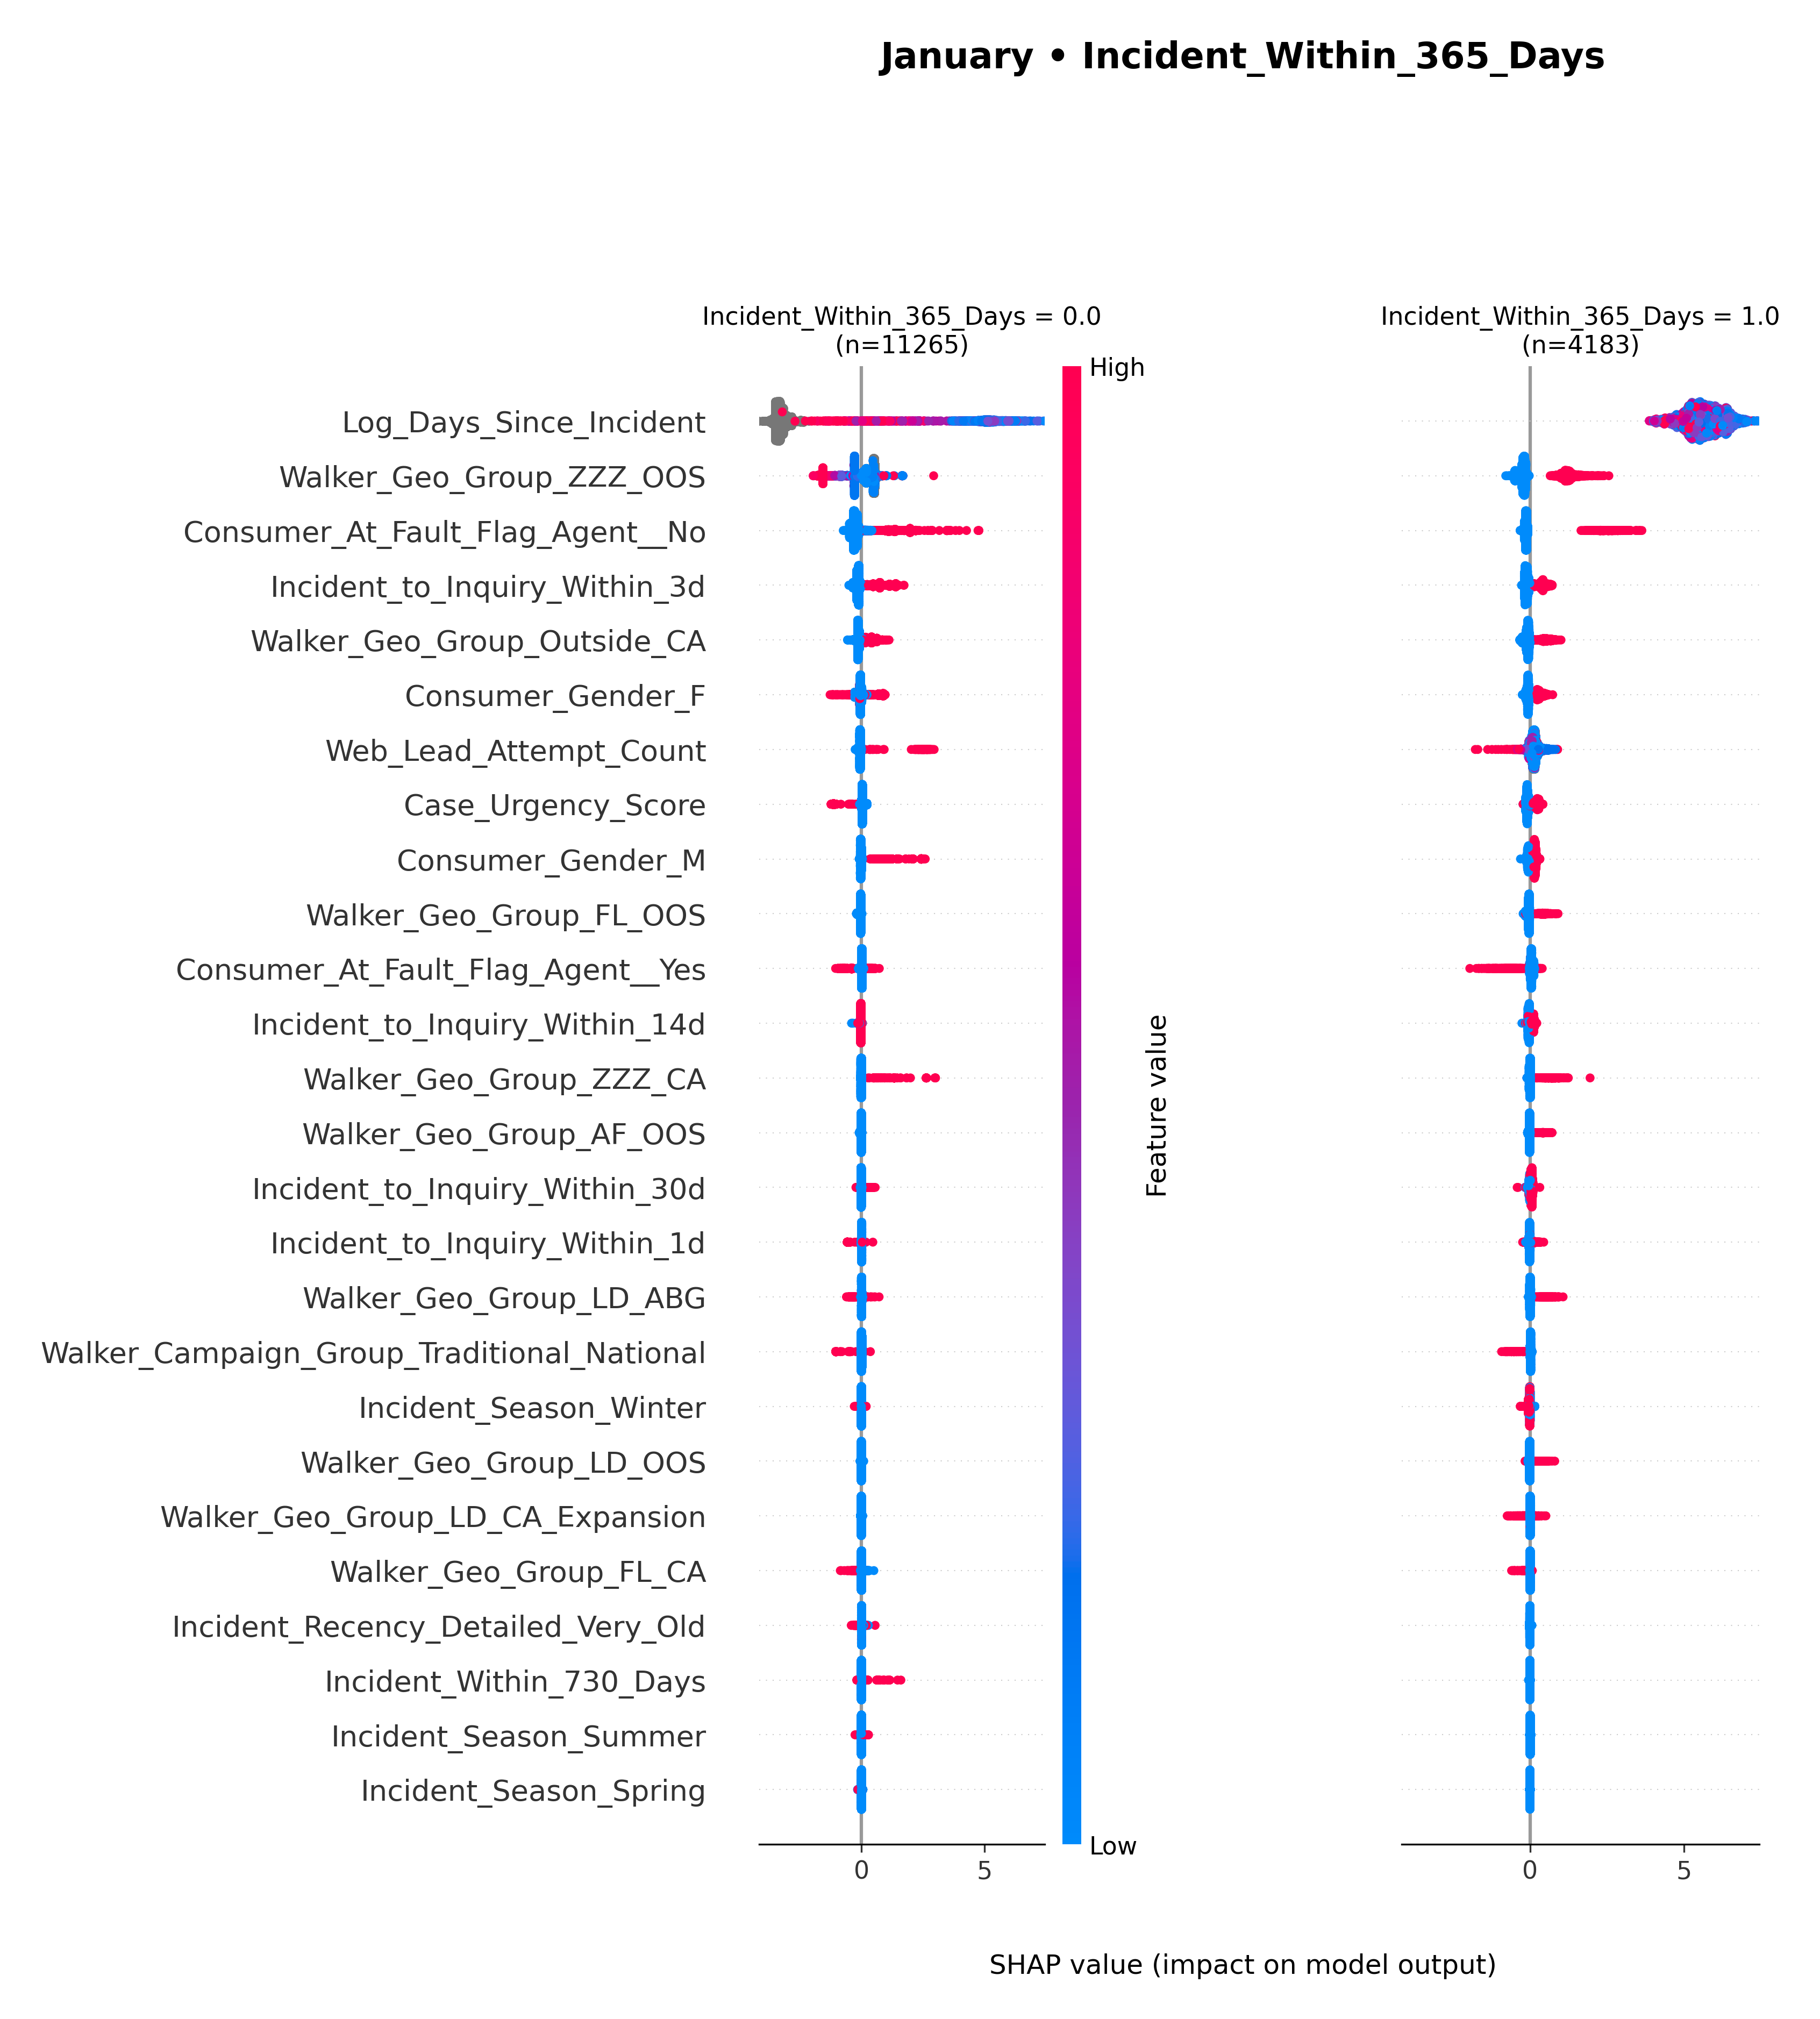 January • Incident_Within_365_Days
Incident_Within_365_Days = 0.0
(n=11265)
Incident_Within_365_Days = 1.0
(n=4183)
High
Log_Days_Since_Incident
Walker_Geo_Group_ZZZ_OOS
Consumer_At_Fault_Flag_Agent__No
Incident_to_Inquiry_Within_3d
Walker_Geo_Group_Outside_CA
Consumer_Gender_F
Web_Lead_Attempt_Count
Case_Urgency_Score
Consumer_Gender_M
Walker_Geo_Group_FL_OOS
Consumer_At_Fault_Flag_Agent__Yes
Incident_to_Inquiry_Within_14d
Walker_Geo_Group_ZZZ_CA
Walker_Geo_Group_AF_OOS
Incident_to_Inquiry_Within_30d
Incident_to_Inquiry_Within_1d
Walker_Geo_Group_LD_ABG
Walker_Campaign_Group_Traditional_National
Incident_Season_Winter
Walker_Geo_Group_LD_OOS
Walker_Geo_Group_LD_CA_Expansion
Walker_Geo_Group_FL_CA
Incident_Recency_Detailed_Very_Old
Incident_Within_730_Days
Incident_Season_Summer
Incident_Season_Spring
Feature value
Low
0 5
0 5
SHAP value (impact on model output)